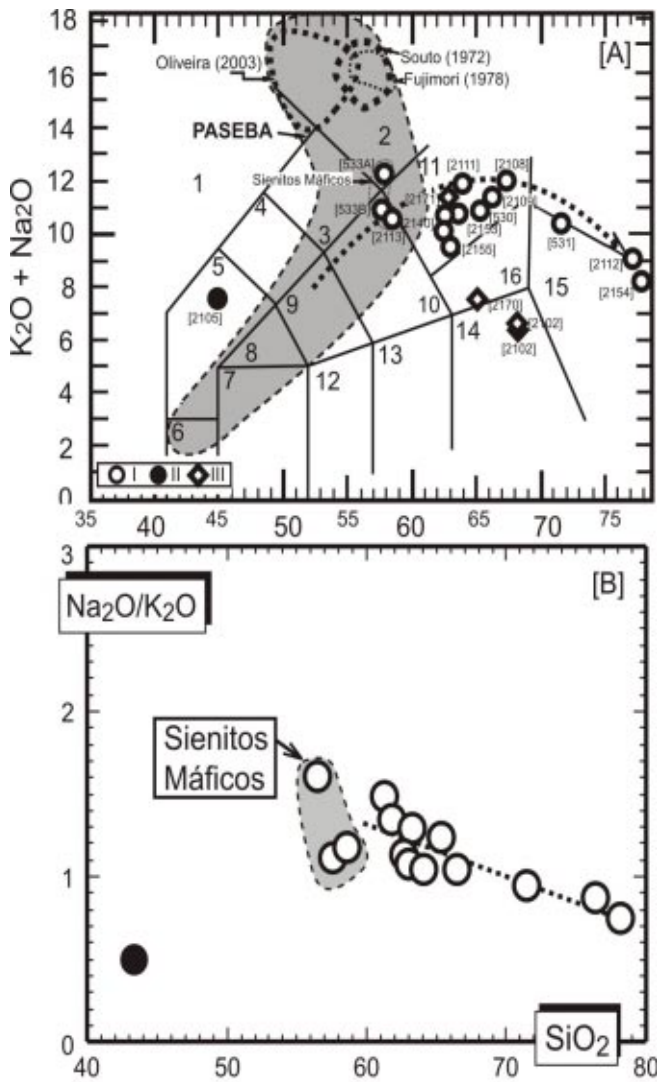 18
16
14
12
10
8
6
4
2
0
K2O + Na2O
[A]
Oliveira (2003)
Souto (1972)
Fujimori (1978)
PASEBA
Sienitos Máficos
1
2
3
4
5
6
7
8
9
10
11
12
13
14
15
16
[533A]
[533B]
[2113]
[2140]
[2171]
[2111]
[2108]
[2109]
[530]
[2153]
[2155]
[531]
[2112]
[2154]
[2105]
[2170]
[2102]
[2102]
I II III
35 40 45 50 55 60 65 70 75
3
2
1
0
Na2O/K2O
[B]
Sienitos
Máficos
SiO2
40 50 60 70 80